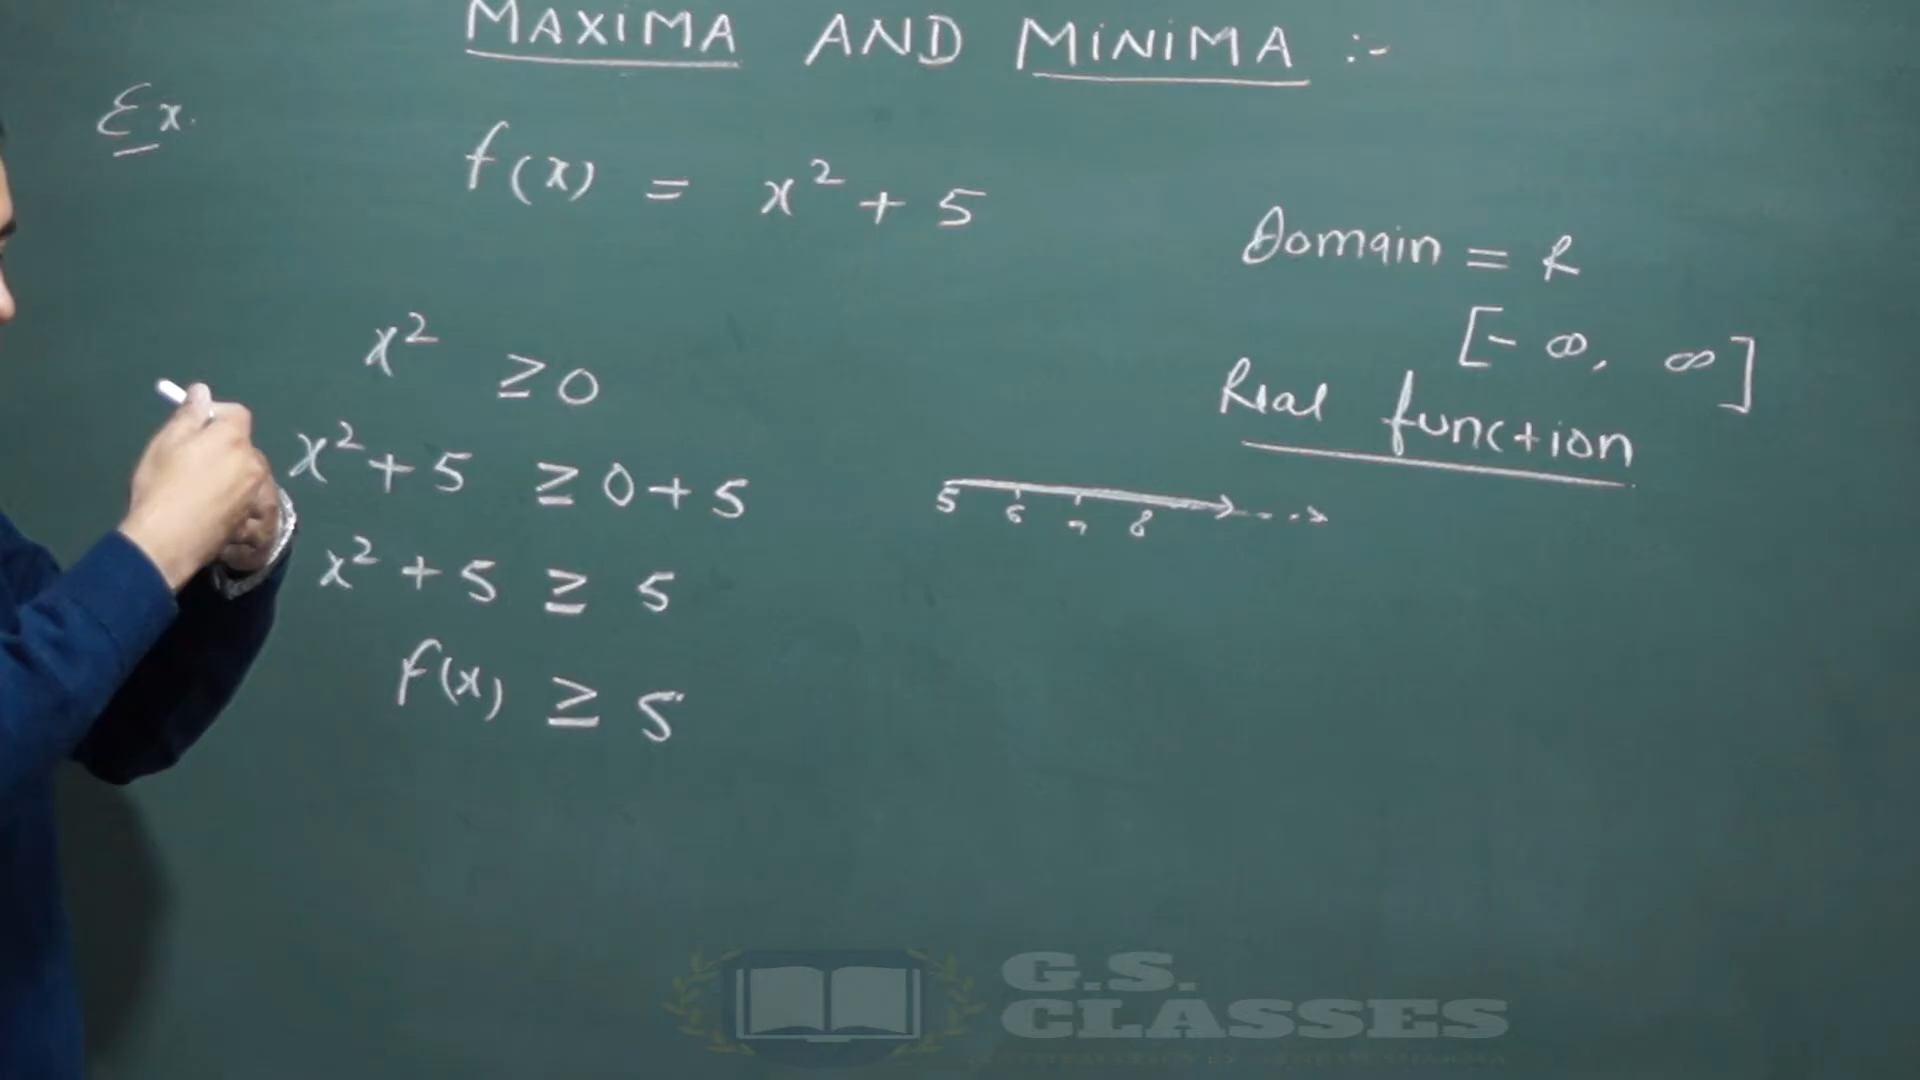 MAXIMA AND MINIMA :-
Ex.
f(x) = x² + 5
Domain = R
[-∞, ∞]
Real function
x² ≥ 0
x² + 5 ≥ 0 + 5
5 6 7 8
x² + 5 ≥ 5
f(x) ≥ 5
G.S.
CLASSES